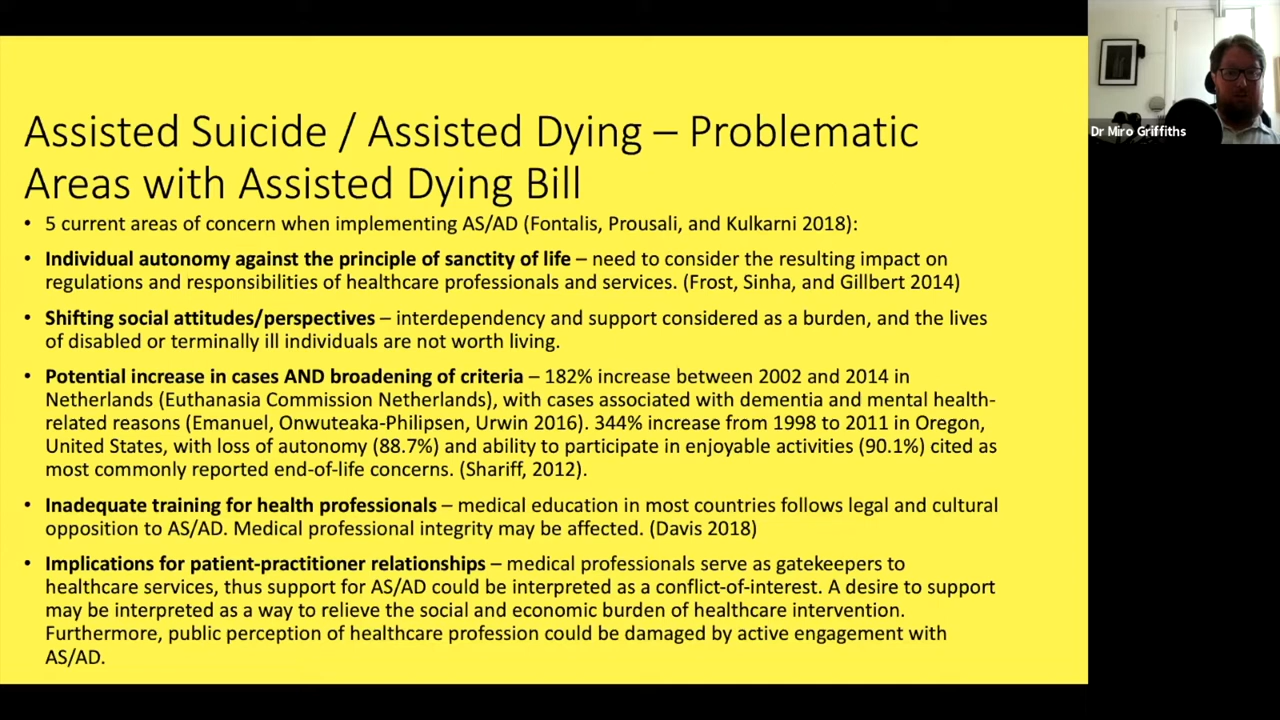 Assisted Suicide / Assisted Dying – Problematic
Areas with Assisted Dying Bill
• 5 current areas of concern when implementing AS/AD (Fontalis, Prousali, and Kulkarni 2018):
• Individual autonomy against the principle of sanctity of life – need to consider the resulting impact on
regulations and responsibilities of healthcare professionals and services. (Frost, Sinha, and Gillbert 2014)
• Shifting social attitudes/perspectives – interdependency and support considered as a burden, and the lives
of disabled or terminally ill individuals are not worth living.
• Potential increase in cases AND broadening of criteria – 182% increase between 2002 and 2014 in
Netherlands (Euthanasia Commission Netherlands), with cases associated with dementia and mental health-
related reasons (Emanuel, Onwuteaka-Philipsen, Urwin 2016). 344% increase from 1998 to 2011 in Oregon,
United States, with loss of autonomy (88.7%) and ability to participate in enjoyable activities (90.1%) cited as
most commonly reported end-of-life concerns. (Shariff, 2012).
• Inadequate training for health professionals – medical education in most countries follows legal and cultural
opposition to AS/AD. Medical professional integrity may be affected. (Davis 2018)
• Implications for patient-practitioner relationships – medical professionals serve as gatekeepers to
healthcare services, thus support for AS/AD could be interpreted as a conflict-of-interest. A desire to support
may be interpreted as a way to relieve the social and economic burden of healthcare intervention.
Furthermore, public perception of healthcare profession could be damaged by active engagement with
AS/AD.
Dr Miro Griffiths